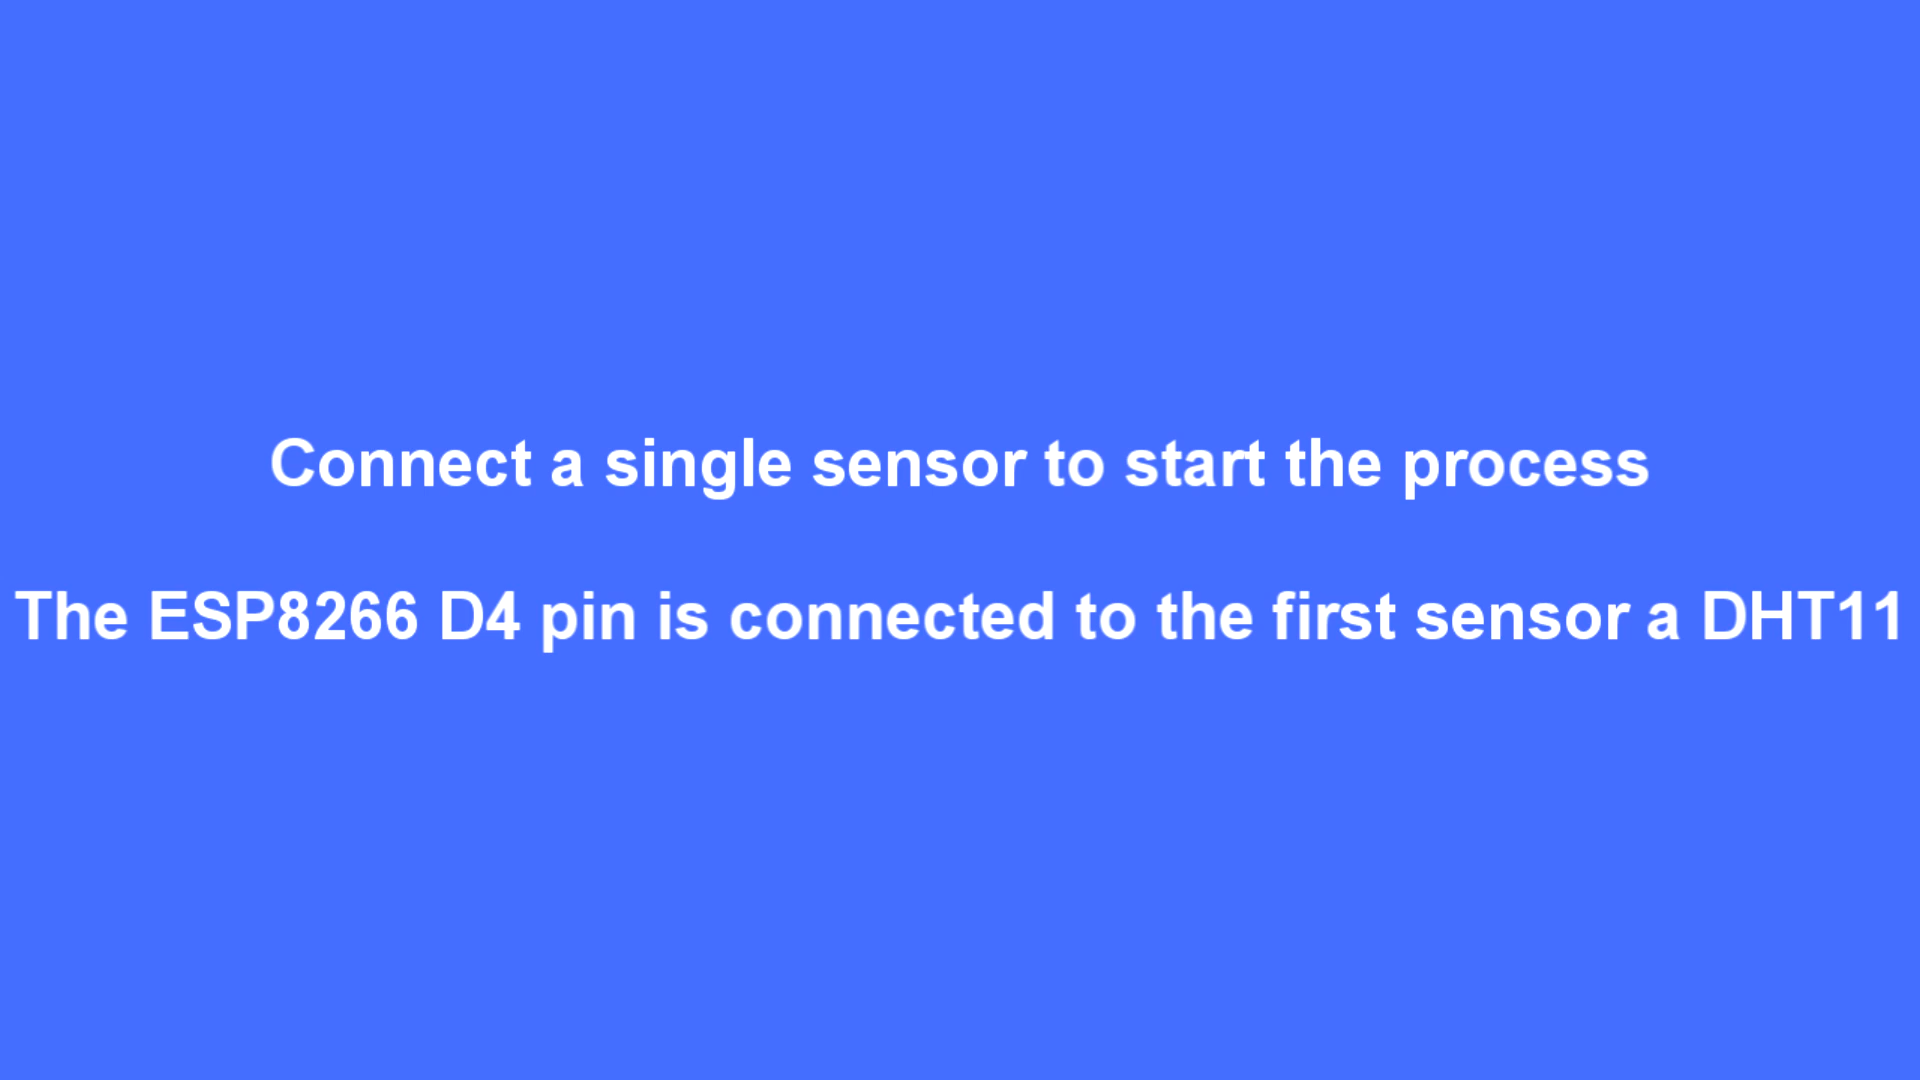 Connect a single sensor to start the process
The ESP8266 D4 pin is connected to the first sensor a DHT11